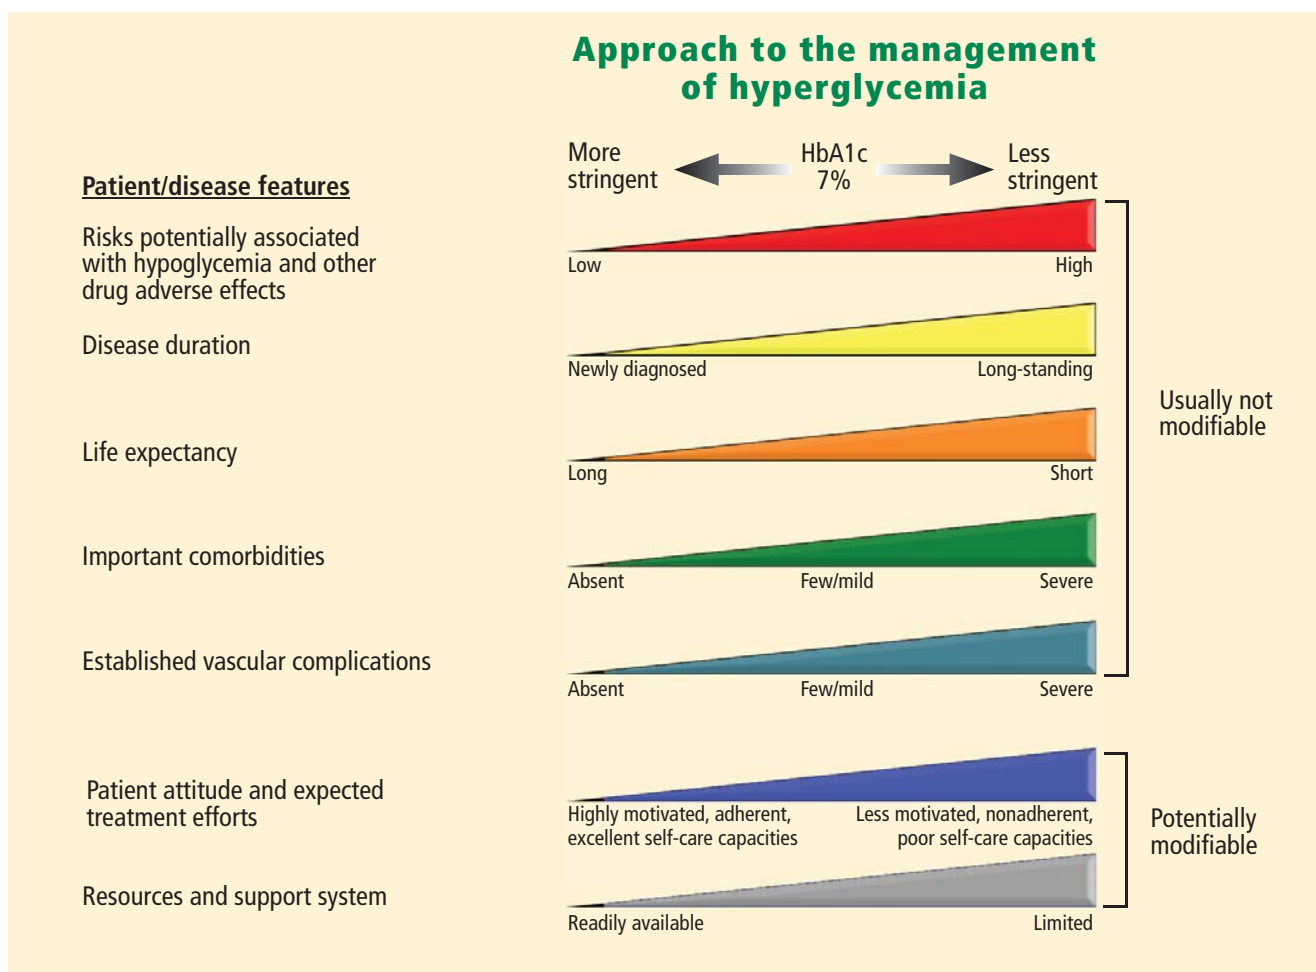 Approach to the management
of hyperglycemia
More
stringent
HbA1c
7%
Less
stringent
Patient/disease features
Risks potentially associated
with hypoglycemia and other
drug adverse effects
Low
High
Disease duration
Newly diagnosed
Long-standing
Usually not
modifiable
Life expectancy
Long
Short
Important comorbidities
Absent
Few/mild
Severe
Established vascular complications
Absent
Few/mild
Severe
Patient attitude and expected
treatment efforts
Highly motivated, adherent,
excellent self-care capacities
Less motivated, nonadherent,
poor self-care capacities
Potentially
modifiable
Resources and support system
Readily available
Limited